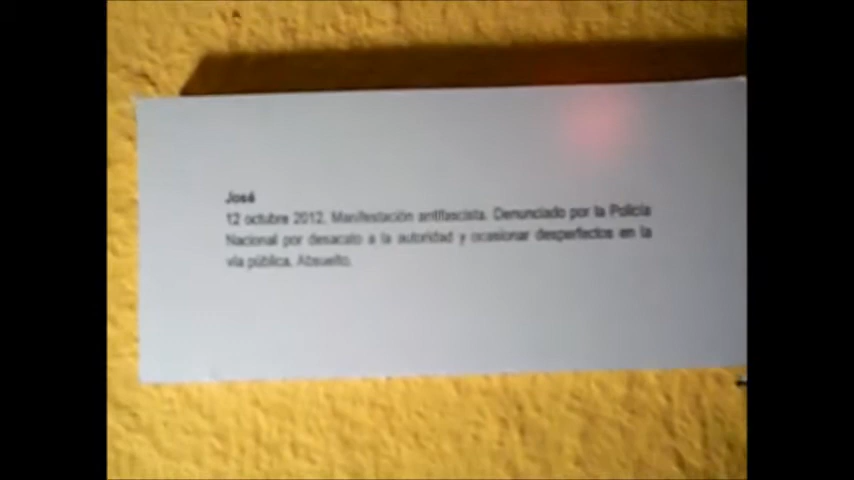 José
12 octubre 2012. Manifestación antifascista. Denunciado por la Policía
Nacional por desacato a la autoridad y ocasionar desperfectos en la
vía pública. Absuelto.